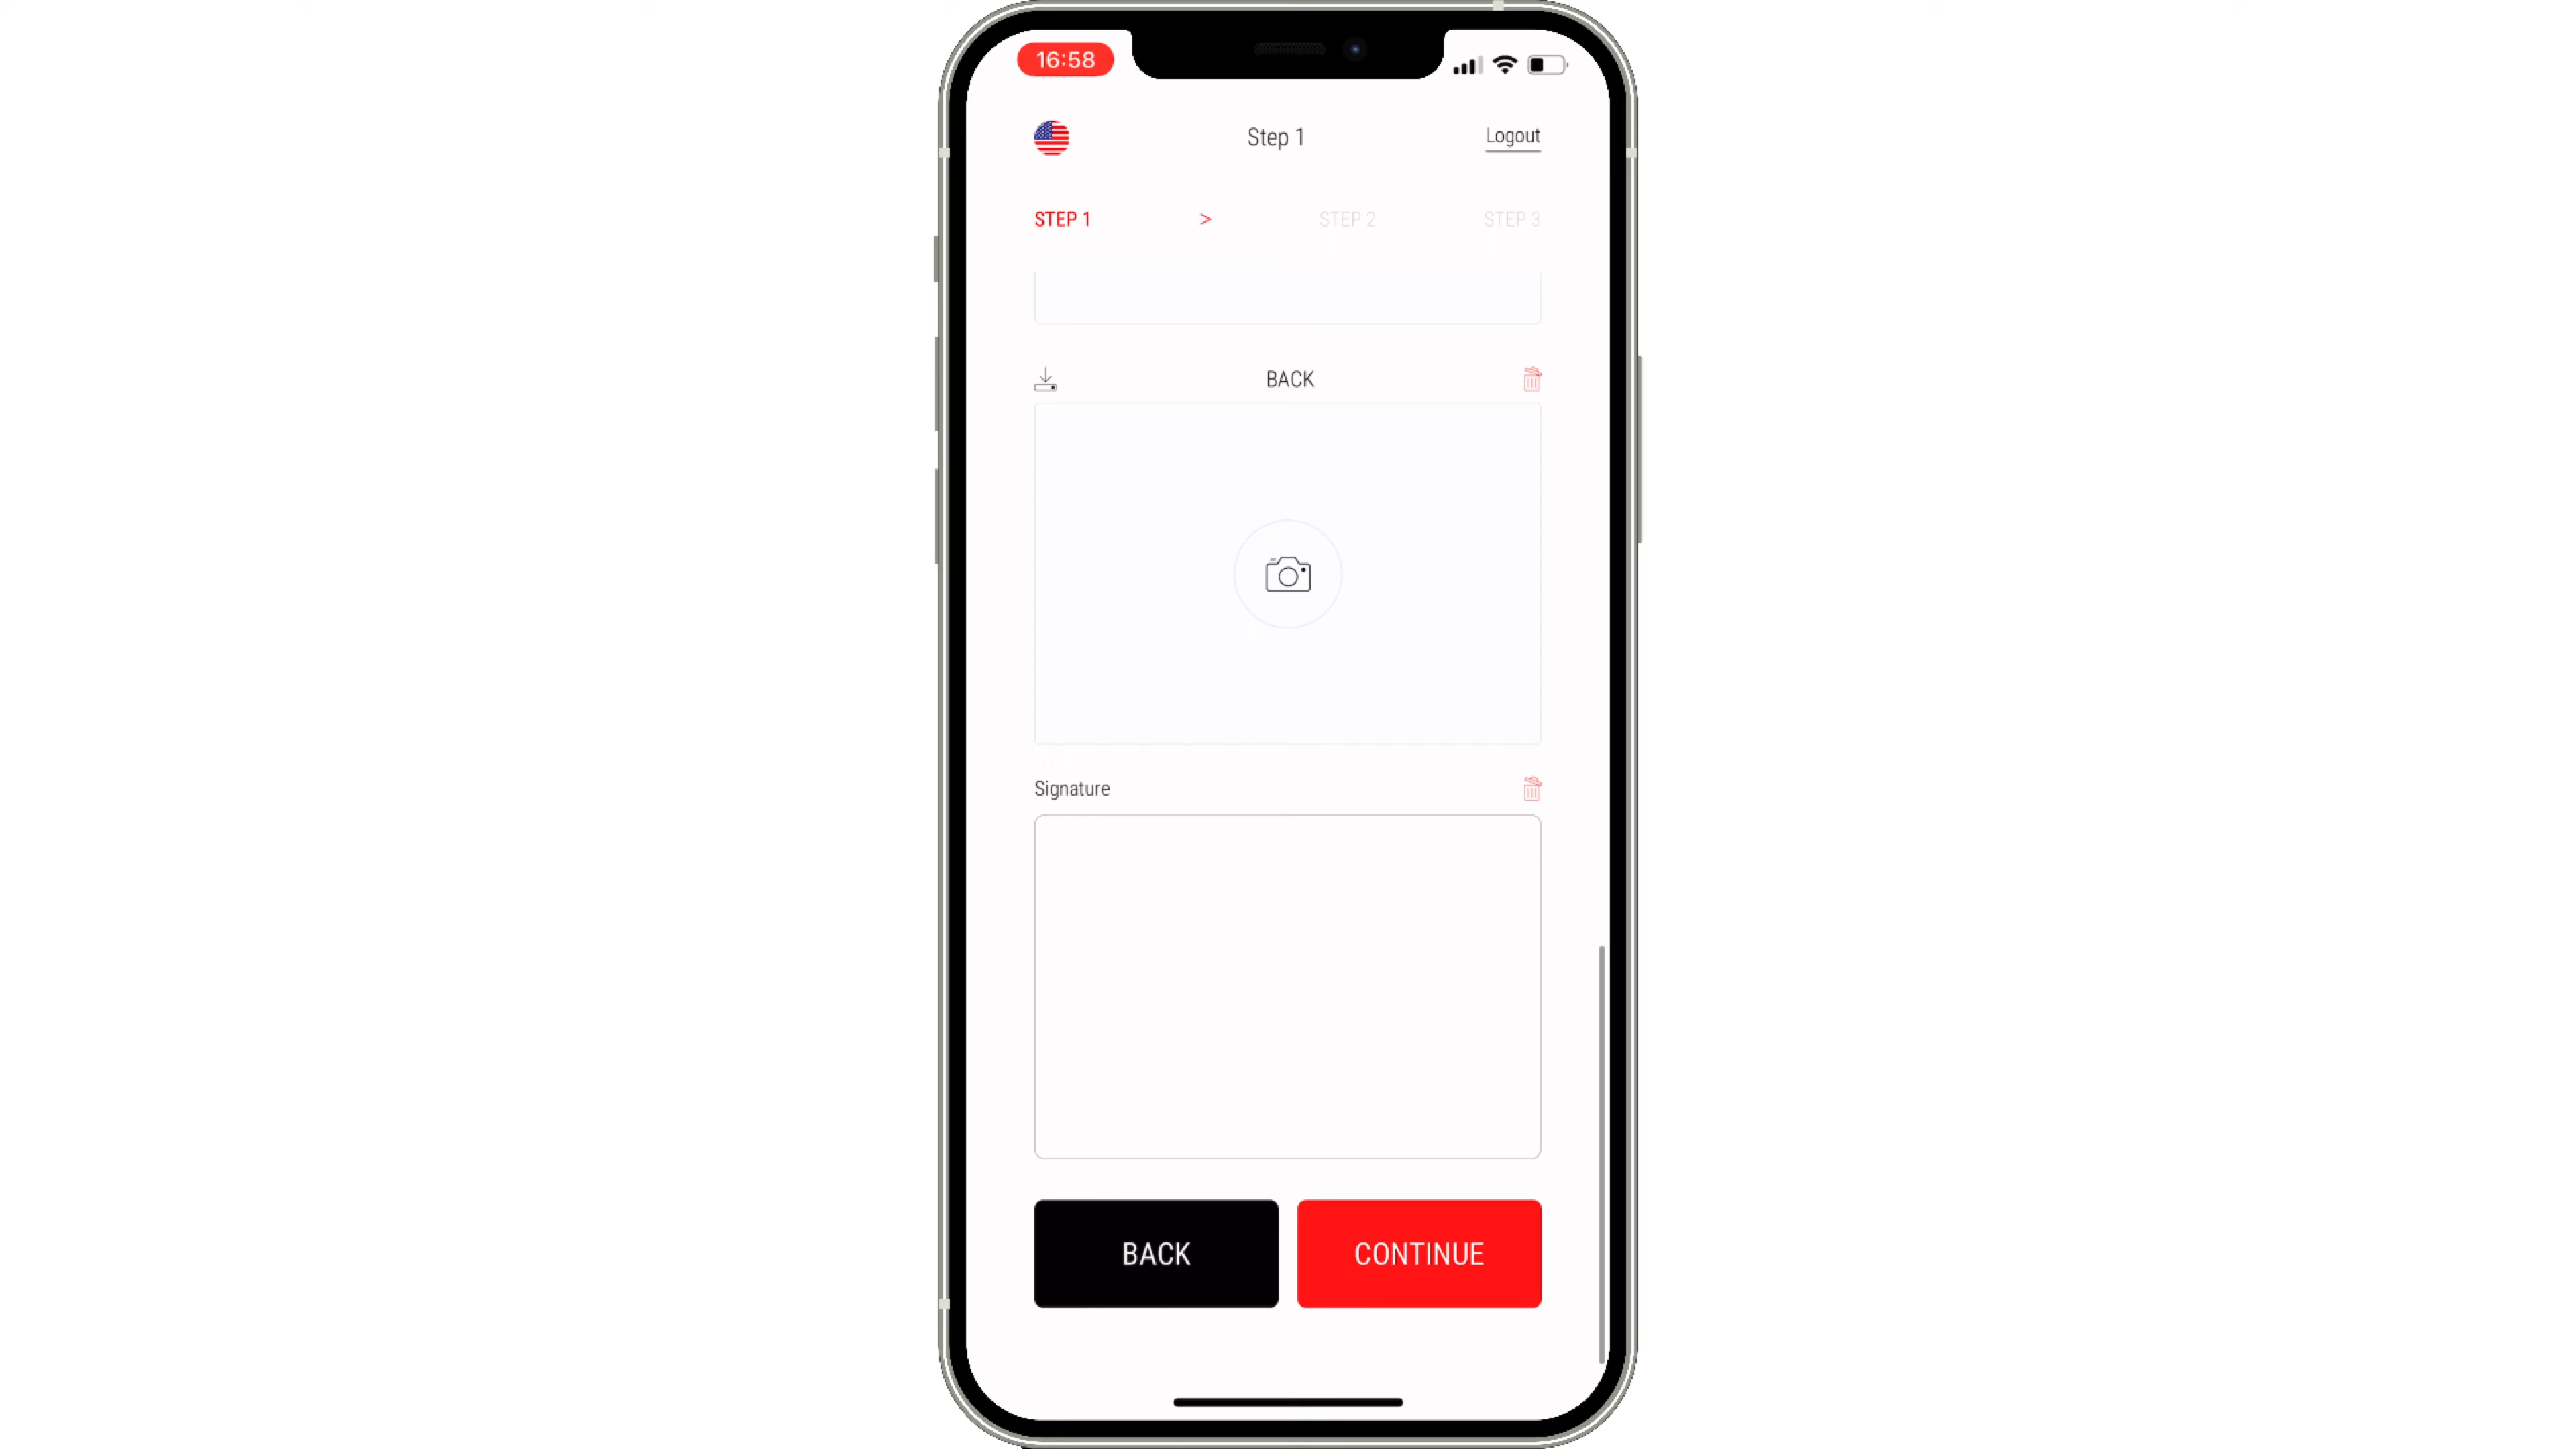 16:58
Step 1
Logout
STEP 1 > STEP 2 STEP 3
BACK
Signature
BACK
CONTINUE